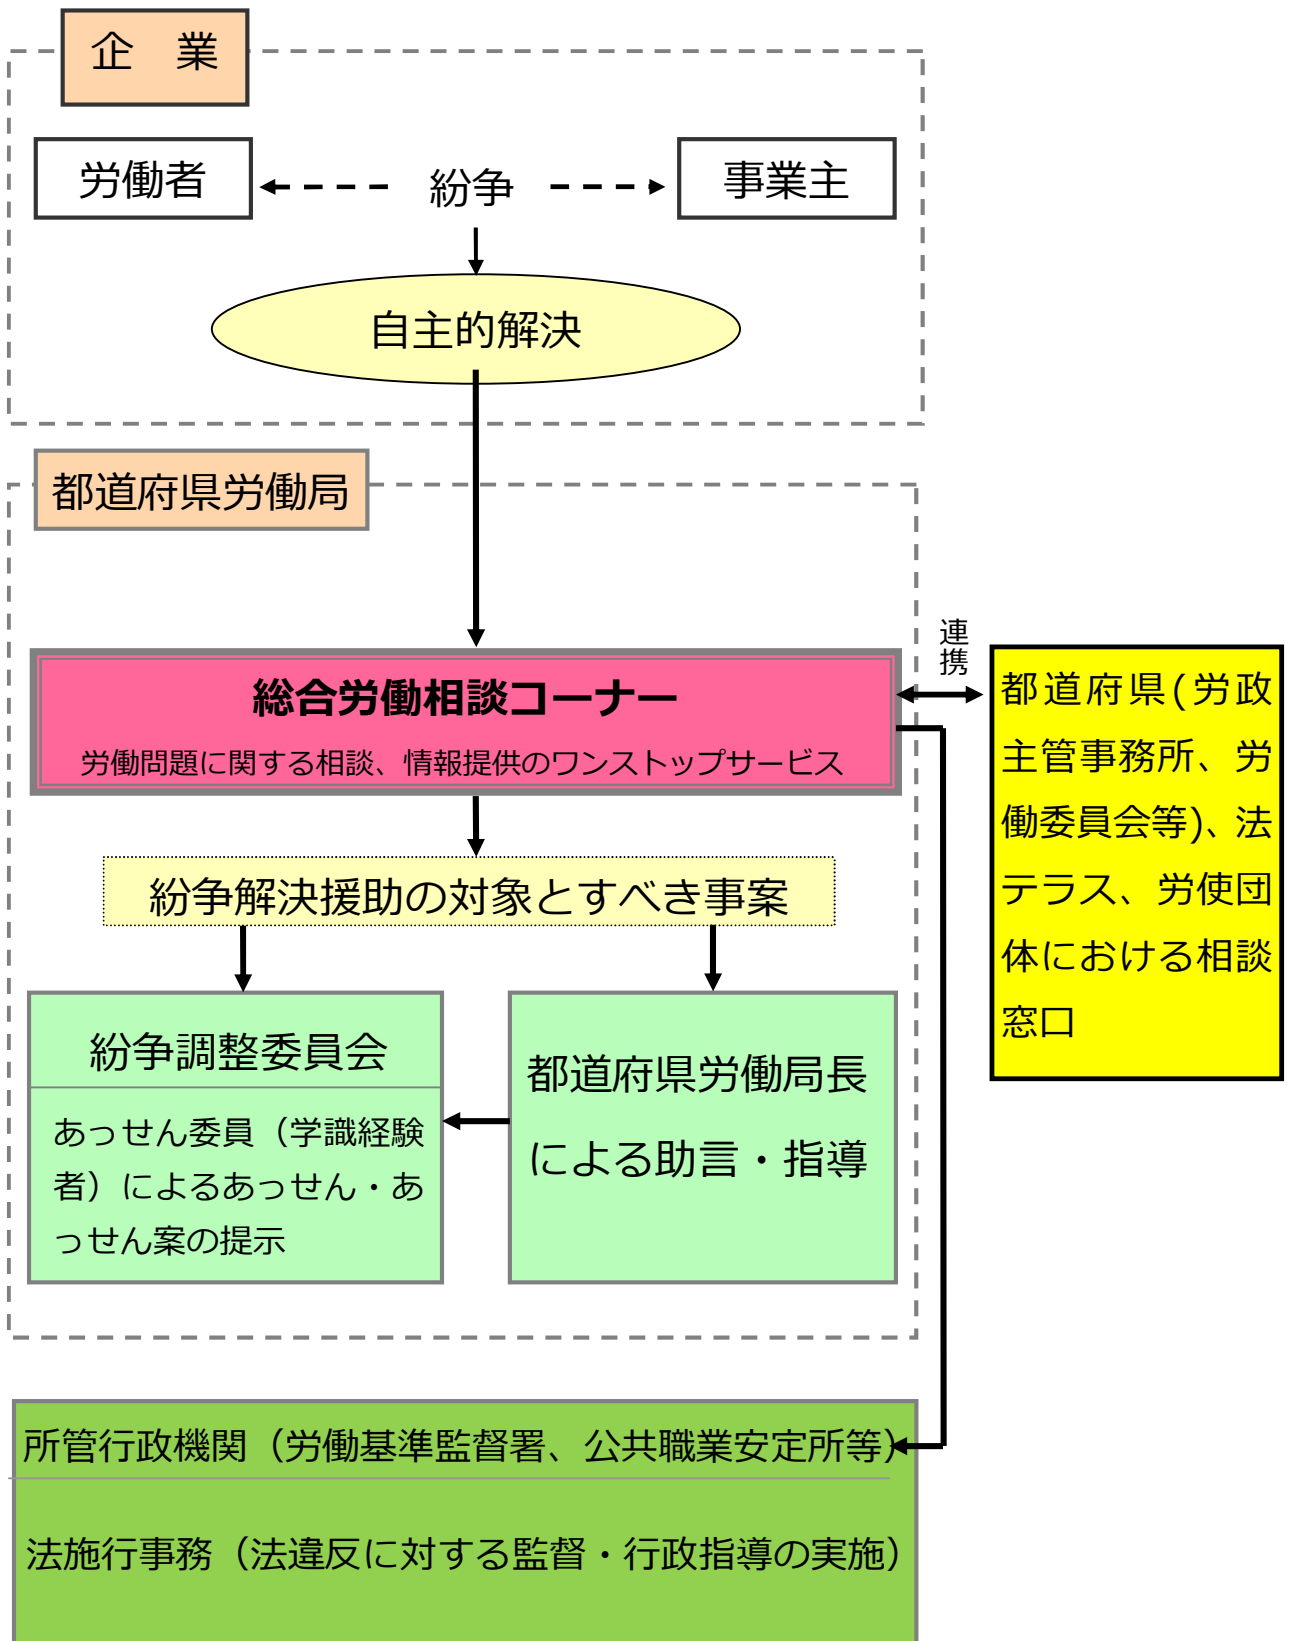 企　業
労働者
紛争
事業主
自主的解決
都道府県労働局
連携
総合労働相談コーナー
労働問題に関する相談、情報提供のワンストップサービス
都道府県(労政
主管事務所、労
働委員会等)、法
テラス、労使団
体における相談
窓口
紛争解決援助の対象とすべき事案
紛争調整委員会
あっせん委員（学識経験
者）によるあっせん・あ
っせん案の提示
都道府県労働局長
による助言・指導
所管行政機関（労働基準監督署、公共職業安定所等）
法施行事務（法違反に対する監督・行政指導の実施）